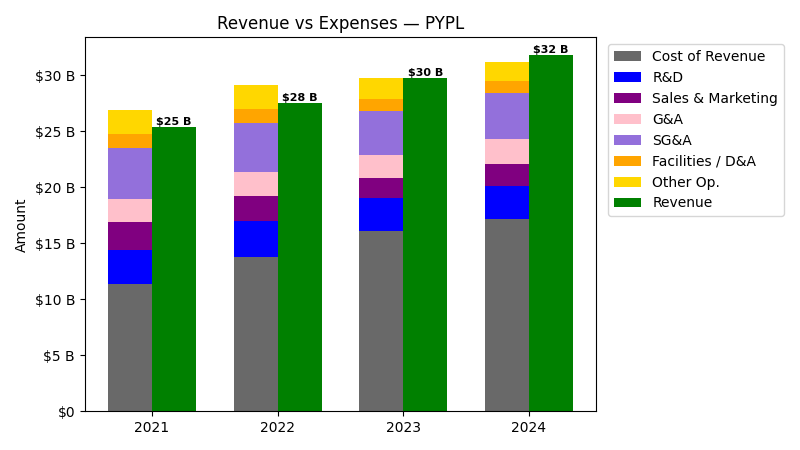 Revenue vs Expenses — PYPL
Amount
$30 B
$25 B
$20 B
$15 B
$10 B
$5 B
$0
$25 B
$28 B
$30 B
$32 B
2021
2022
2023
2024
Cost of Revenue
R&D
Sales & Marketing
G&A
SG&A
Facilities / D&A
Other Op.
Revenue